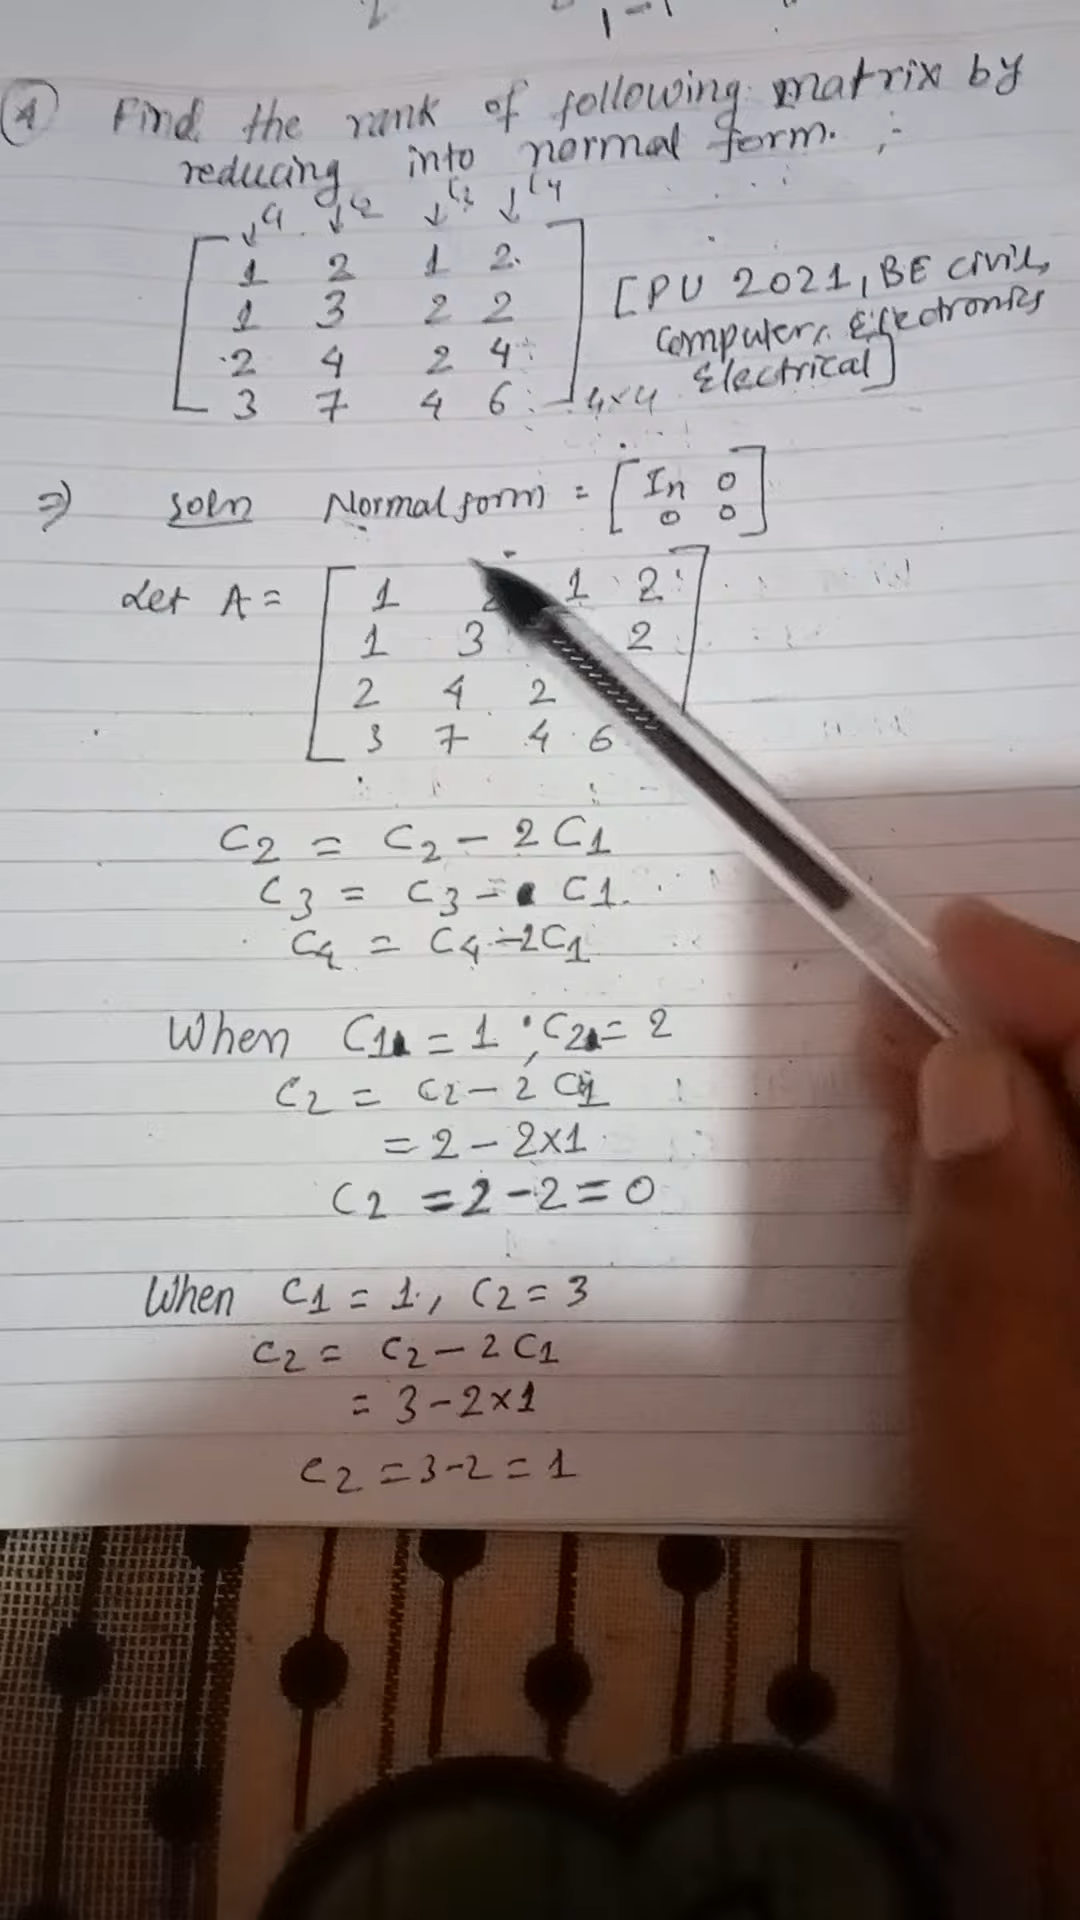 4 Find the rank of following matrix by
reducing into normal form. ;-
↓C1 ↓C2 ↓C3 ↓C4
1 2 1 2
1 3 2 2
2 4 2 4
3 7 4 6 4×4
[PU 2021, BE civil,
computer, Electronics
Electrical]
⇒ Soln Normal form = [In 0
0 0]
Let A =
1 2 1 2
1 3 2
2 4 2
3 7 4 6
C2 = C2 - 2C1
C3 = C3 - C1.
C4 = C4 - 2C1
When C1 = 1, C2 = 2
C2 = C2 - 2C1
= 2 - 2×1
C2 = 2 - 2 = 0
When C1 = 1, C2 = 3
C2 = C2 - 2C1
= 3 - 2×1
C2 = 3 - 2 = 1